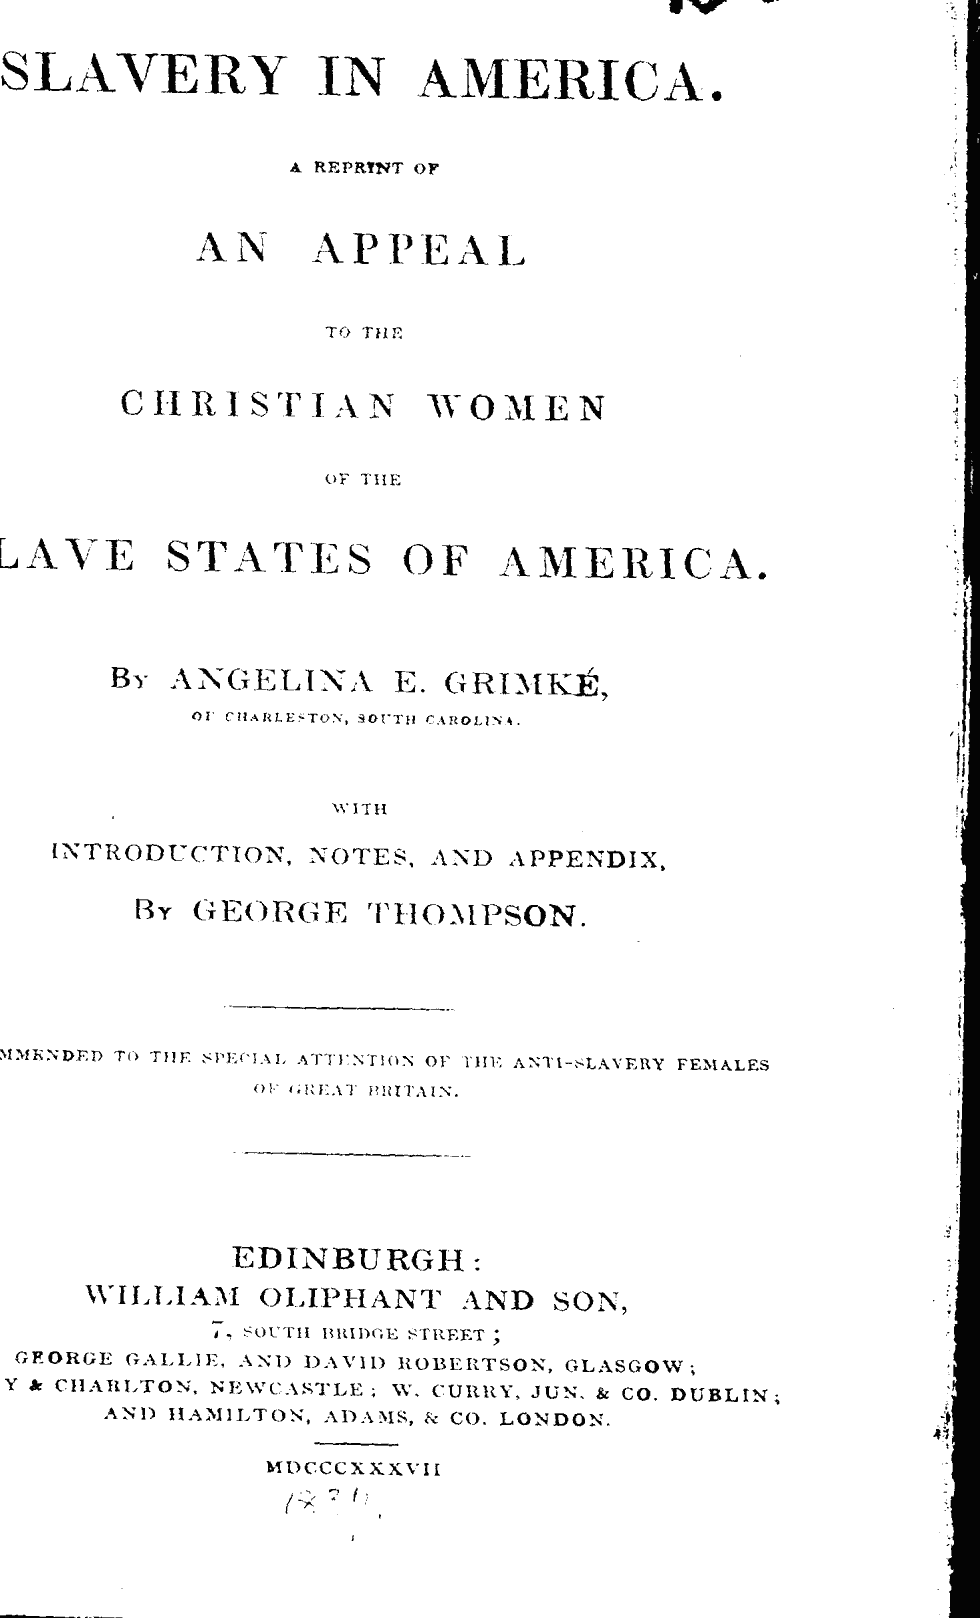 SLAVERY IN AMERICA.
A REPRINT OF
AN APPEAL
TO THE
CHRISTIAN WOMEN
OF THE
LAVE STATES OF AMERICA.
By ANGELINA E. GRIMKÉ,
OF CHARLESTON, SOUTH CAROLINA.
WITH
INTRODUCTION, NOTES, AND APPENDIX,
By GEORGE THOMPSON.
MMENDED TO THE SPECIAL ATTENTION OF THE ANTI-SLAVERY FEMALES
OF GREAT BRITAIN.
EDINBURGH:
WILLIAM OLIPHANT AND SON,
7, SOUTH BRIDGE STREET;
GEORGE GALLIE, AND DAVID ROBERTSON, GLASGOW;
Y & CHARLTON, NEWCASTLE; W. CURRY, JUN. & CO. DUBLIN;
AND HAMILTON, ADAMS, & CO. LONDON.
MDCCCXXXVII